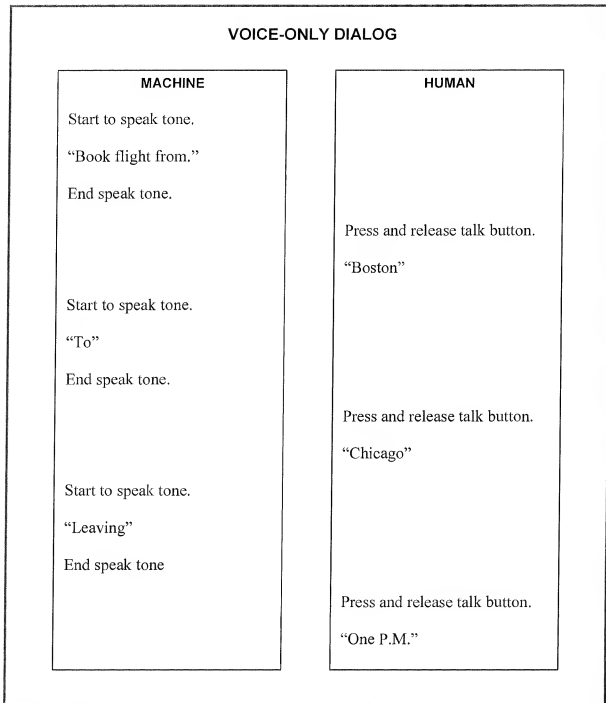 VOICE-ONLY DIALOG
MACHINE
HUMAN
Start to speak tone.
“Book flight from.”
End speak tone.
Press and release talk button.
“Boston”
Start to speak tone.
“To”
End speak tone.
Press and release talk button.
“Chicago”
Start to speak tone.
“Leaving”
End speak tone
Press and release talk button.
“One P.M.”